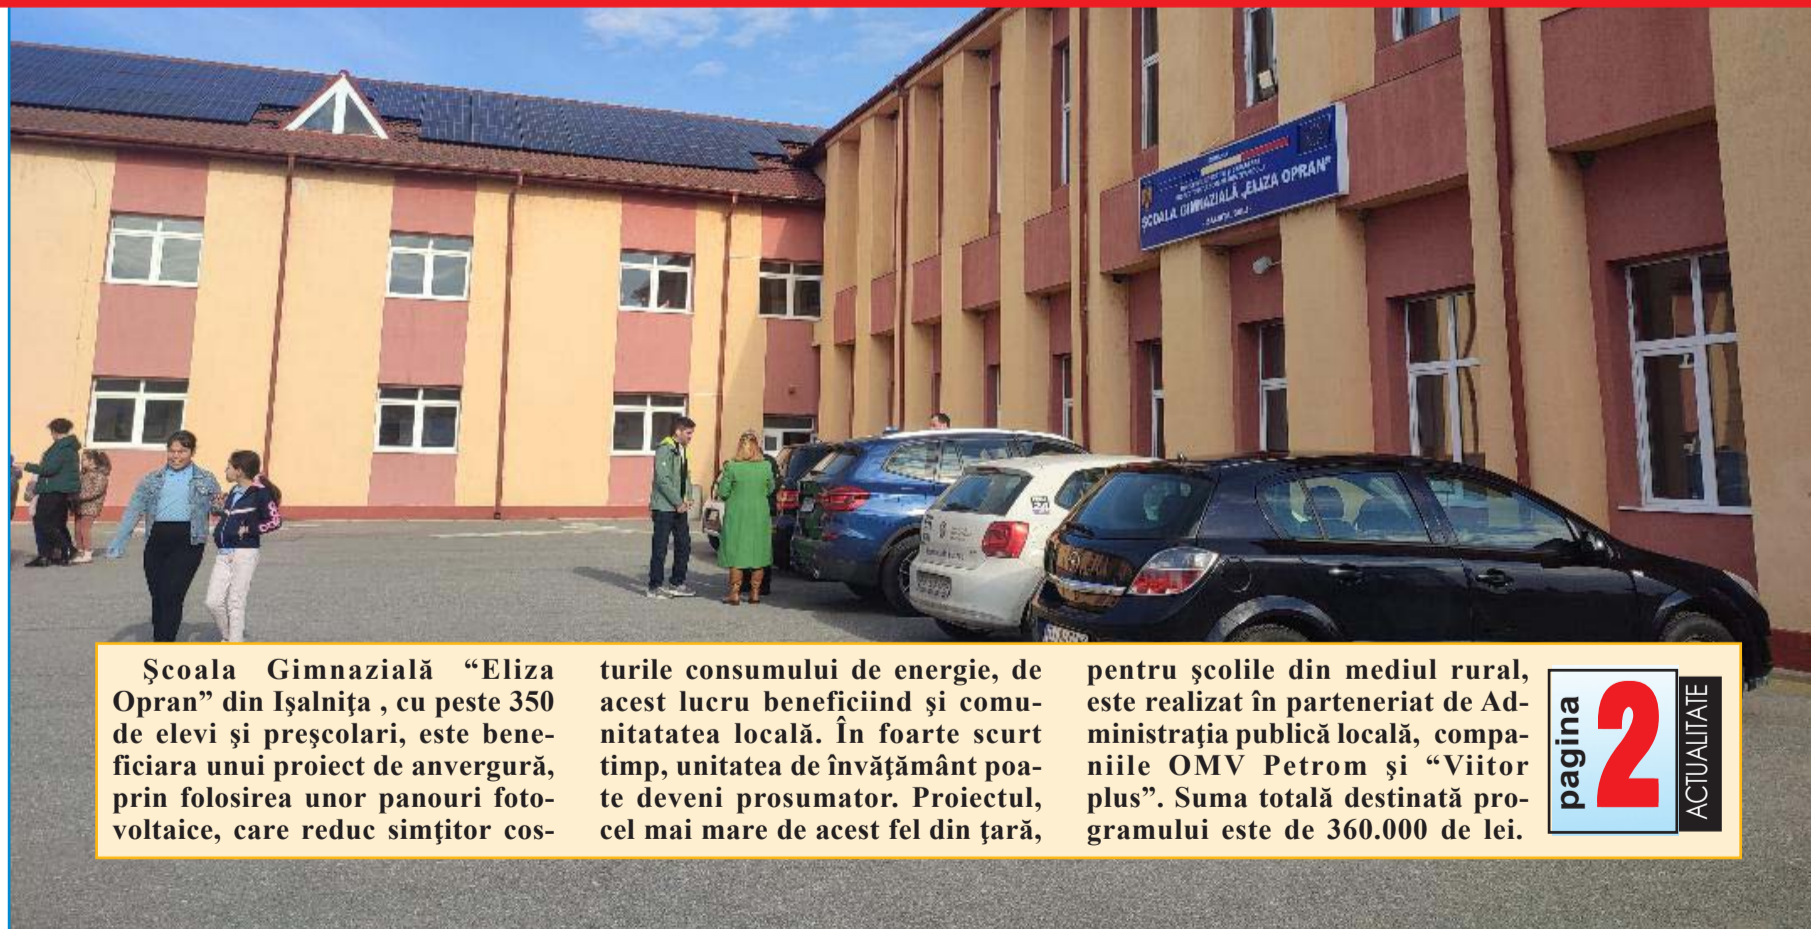 ŞCOALA GIMNAZIALĂ „ELIZA OPRAN”
Şcoala Gimnazială “Eliza
Opran” din Işalniţa , cu peste 350
de elevi şi preşcolari, este bene-
ficiara unui proiect de anvergură,
prin folosirea unor panouri foto-
voltaice, care reduc simţitor cos-
turile consumului de energie, de
acest lucru beneficiind şi comu-
nitatatea locală. În foarte scurt
timp, unitatea de învăţământ poa-
te deveni prosumator. Proiectul,
cel mai mare de acest fel din ţară,
pentru şcolile din mediul rural,
este realizat în parteneriat de Ad-
ministraţia publică locală, compa-
niile OMV Petrom şi “Viitor
plus”. Suma totală destinată pro-
gramului este de 360.000 de lei.
pagina
2
ACTUALITATE